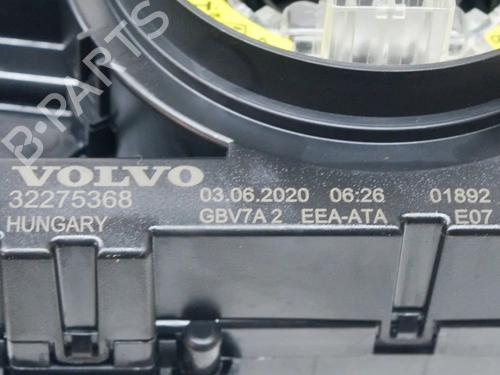 B-PARTS
VOLVO
32275368 03.06.2020 06:26 01892
HUNGARY GBV7A 2 EEA-ATA E07